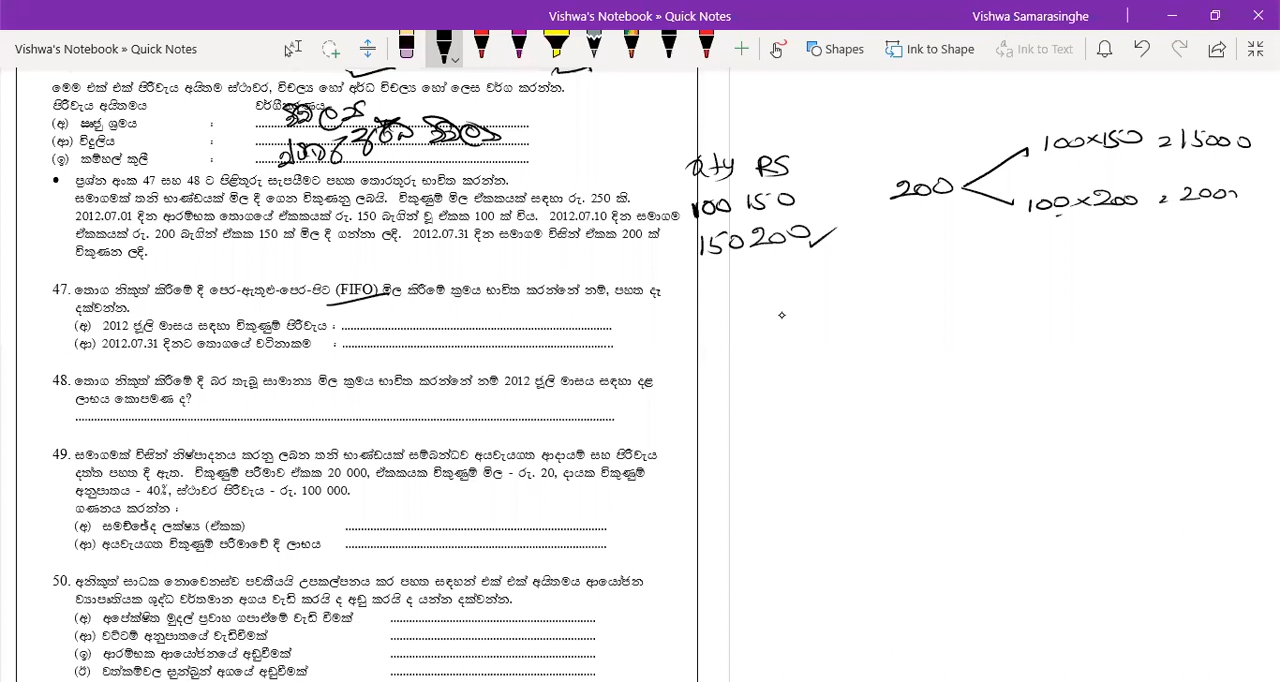 Vishwa's Notebook » Quick Notes
Vishwa Samarasinghe
Vishwa's Notebook » Quick Notes
Shapes
Ink to Shape
Ink to Text
මෙම එක් එක් පිරිවැය අයිතම ස්ථාවර, විචල්‍ය හෝ අර්ධ විචල්‍ය හෝ ලෙස වර්ග කරන්න.
පිරිවැය අයිතමය වර්ගීකරණය
(අ) ඍජු ශ්‍රමය :
(ආ) විදුලිය :
(ඉ) කම්හල් කුලී :
• ප්‍රශ්න අංක 47 සහ 48 ට පිළිතුරු සැපයීමට පහත තොරතුරු භාවිත කරන්න.
සමාගමක් තනි භාණ්ඩයක් මිල දී ගෙන විකුණනු ලබයි. විකුණුම් මිල ඒකකයක් සඳහා රු. 250 කි.
2012.07.01 දින ආරම්භක තොගයේ ඒකකයක් රු. 150 බැගින් වූ ඒකක 100 ක් විය. 2012.07.10 දින සමාගම
ඒකකයක් රු. 200 බැගින් ඒකක 150 ක් මිල දී ගන්නා ලදි. 2012.07.31 දින සමාගම විසින් ඒකක 200 ක්
විකුණන ලදි.
47. තොග නිකුත් කිරීමේ දී පෙර-ඇතුළු-පෙර-පිට (FIFO) මිල කිරීමේ ක්‍රමය භාවිත කරන්නේ නම්, පහත දෑ
දක්වන්න.
(අ) 2012 ජූලි මාසය සඳහා විකුණුම් පිරිවැය :
(ආ) 2012.07.31 දිනට තොගයේ වටිනාකම :
48. තොග නිකුත් කිරීමේ දී බර තැබූ සාමාන්‍ය මිල ක්‍රමය භාවිත කරන්නේ නම් 2012 ජූලි මාසය සඳහා දළ
ලාභය කොපමණ ද?
49. සමාගමක් විසින් නිෂ්පාදනය කරනු ලබන තනි භාණ්ඩයක් සම්බන්ධව අයවැයගත ආදායම් සහ පිරිවැය
දත්ත පහත දී ඇත. විකුණුම් පරිමාව ඒකක 20 000, ඒකකයක විකුණුම් මිල - රු. 20, දායක විකුණුම්
අනුපාතය - 40%, ස්ථාවර පිරිවැය - රු. 100 000.
ගණනය කරන්න :
(අ) සමච්ඡේද ලක්ෂ්‍ය (ඒකක)
(ආ) අයවැයගත විකුණුම් පරිමාවේ දී ලාභය
50. අනිකුත් සාධක නොවෙනස්ව පවතීයයි උපකල්පනය කර පහත සඳහන් එක් එක් අයිතමය ආයෝජන
ව්‍යාපෘතියක ශුද්ධ වර්තමාන අගය වැඩි කරයි ද අඩු කරයි ද යන්න දක්වන්න.
(අ) අපේක්ෂිත මුදල් ප්‍රවාහ ගපාඒමේ වැඩි වීමක්
(ආ) වට්ටම් අනුපාතයේ වැඩිවීමක්
(ඉ) ආරම්භක ආයෝජනයේ අඩුවීමක්
(ඊ) වත්කම්වල සුන්බුන් අගයේ අඩුවීමක්
Qty RS
100 150
150 200
200
100 x 150 = 15000
100 x 200 = 2000